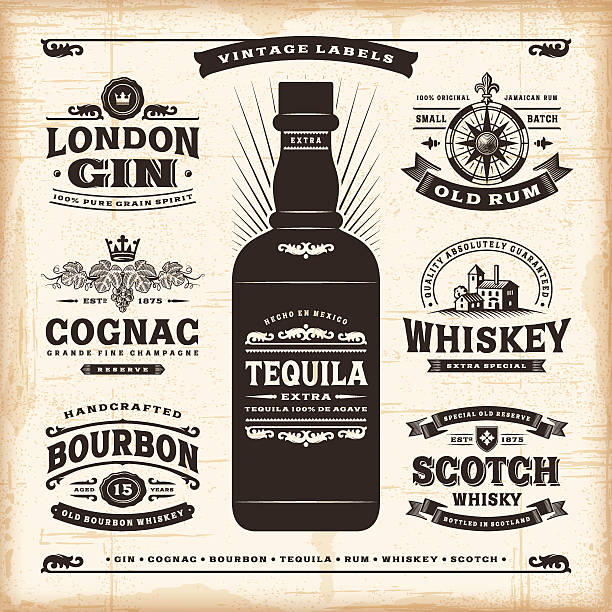 VINTAGE LABELS
LONDON
GIN
100% PURE GRAIN SPIRIT
ESTD 1875
COGNAC
GRANDE FINE CHAMPAGNE
RESERVE
HANDCRAFTED
BOURBON
AGED 15 YEARS
OLD BOURBON WHISKEY
EXTRA
HECHO EN MEXICO
TEQUILA
EXTRA
TEQUILA 100% DE AGAVE
100% ORIGINAL JAMAICAN RUM
SMALL BATCH
OLD RUM
QUALITY ABSOLUTELY GUARANTEED
WHISKEY
EXTRA SPECIAL
SPECIAL OLD RESERVE
ESTD 1875
SCOTCH
WHISKY
BOTTLED IN SCOTLAND
• GIN • COGNAC • BOURBON • TEQUILA • RUM • WHISKEY • SCOTCH •